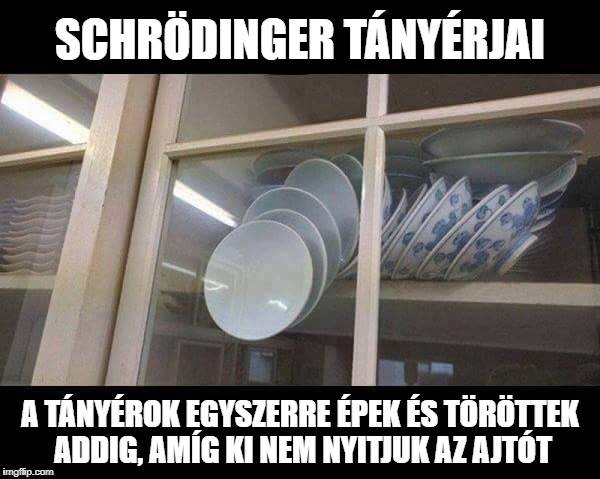 SCHRÖDINGER TÁNYÉRJAI
A TÁNYÉROK EGYSZERRE ÉPEK ÉS TÖRÖTTEK
ADDIG, AMÍG KI NEM NYITJUK AZ AJTÓT
imgflip.com